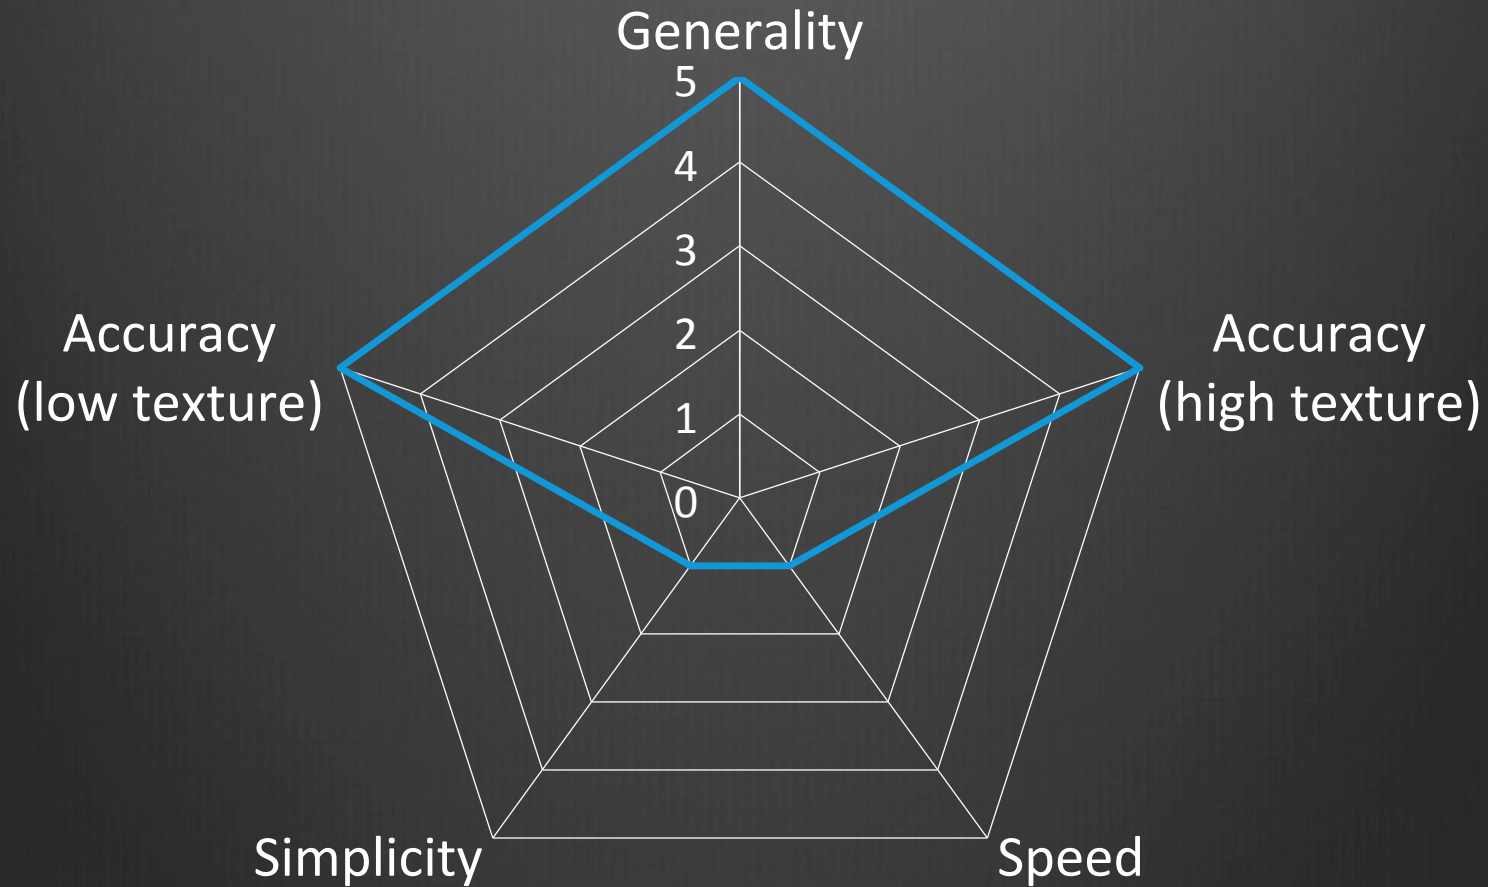 Generality
5
4
3
2
1
0
Accuracy
(low texture)
Accuracy
(high texture)
Simplicity
Speed